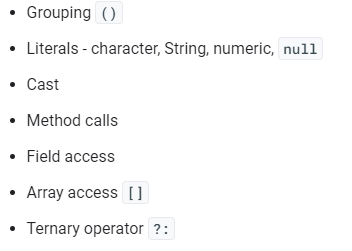 • Grouping ()
• Literals - character, String, numeric, null
• Cast
• Method calls
• Field access
• Array access []
• Ternary operator ?: